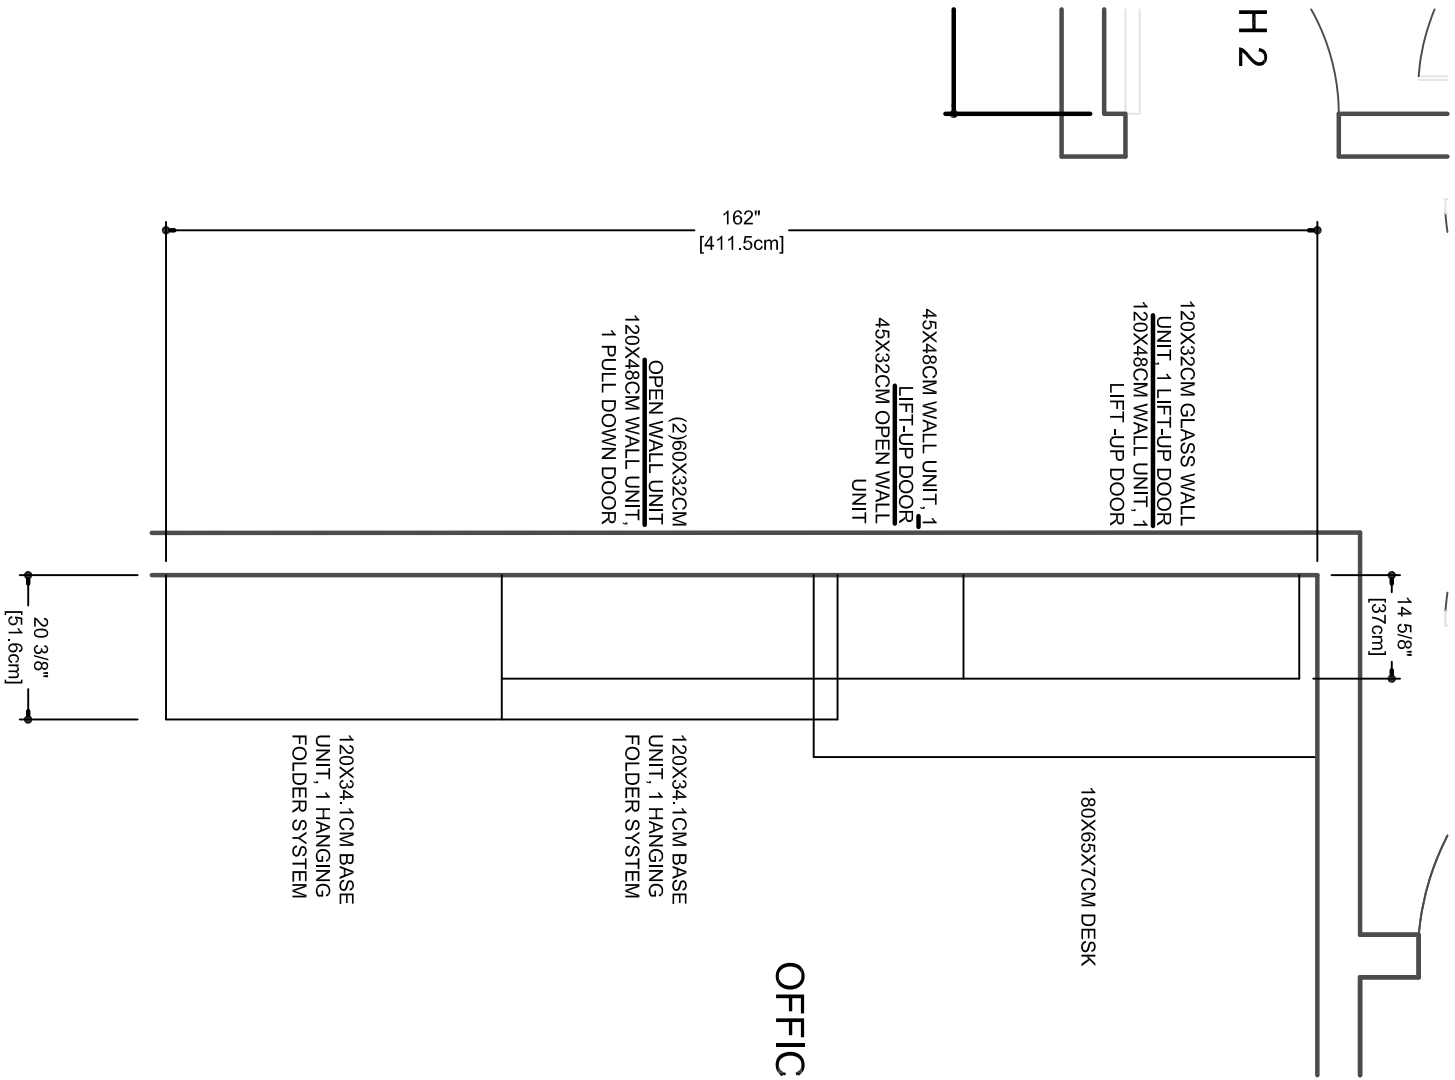 H 2
162"
[411.5cm]
120X32CM GLASS WALL
UNIT, 1 LIFT-UP DOOR
120X48CM WALL UNIT, 1
LIFT -UP DOOR
45X48CM WALL UNIT, 1
LIFT-UP DOOR
45X32CM OPEN WALL
UNIT
(2)60X32CM
OPEN WALL UNIT
120X48CM WALL UNIT,
1 PULL DOWN DOOR
14 5/8"
[37cm]
20 3/8"
[51.6cm]
180X65X7CM DESK
120X34.1CM BASE
UNIT, 1 HANGING
FOLDER SYSTEM
120X34.1CM BASE
UNIT, 1 HANGING
FOLDER SYSTEM
OFFIC